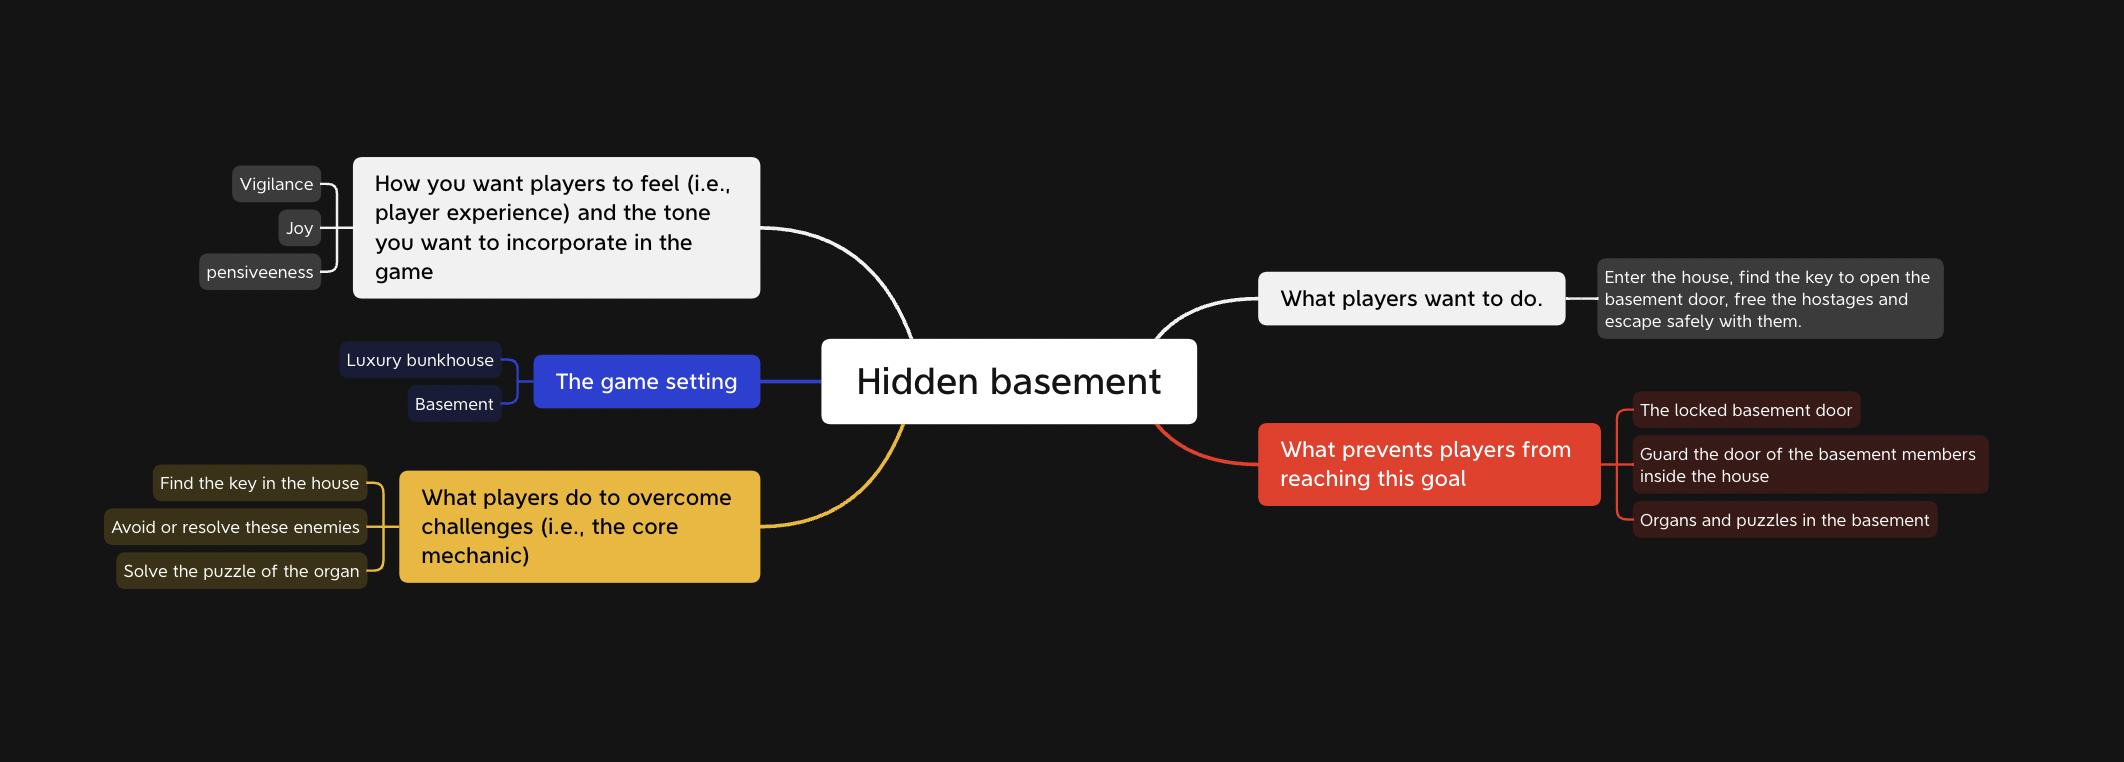 Hidden basement
How you want players to feel (i.e.,
player experience) and the tone
you want to incorporate in the
game
Vigilance
Joy
pensiveeness
The game setting
Luxury bunkhouse
Basement
What players do to overcome
challenges (i.e., the core
mechanic)
Find the key in the house
Avoid or resolve these enemies
Solve the puzzle of the organ
What players want to do.
Enter the house, find the key to open the
basement door, free the hostages and
escape safely with them.
What prevents players from
reaching this goal
The locked basement door
Guard the door of the basement members
inside the house
Organs and puzzles in the basement